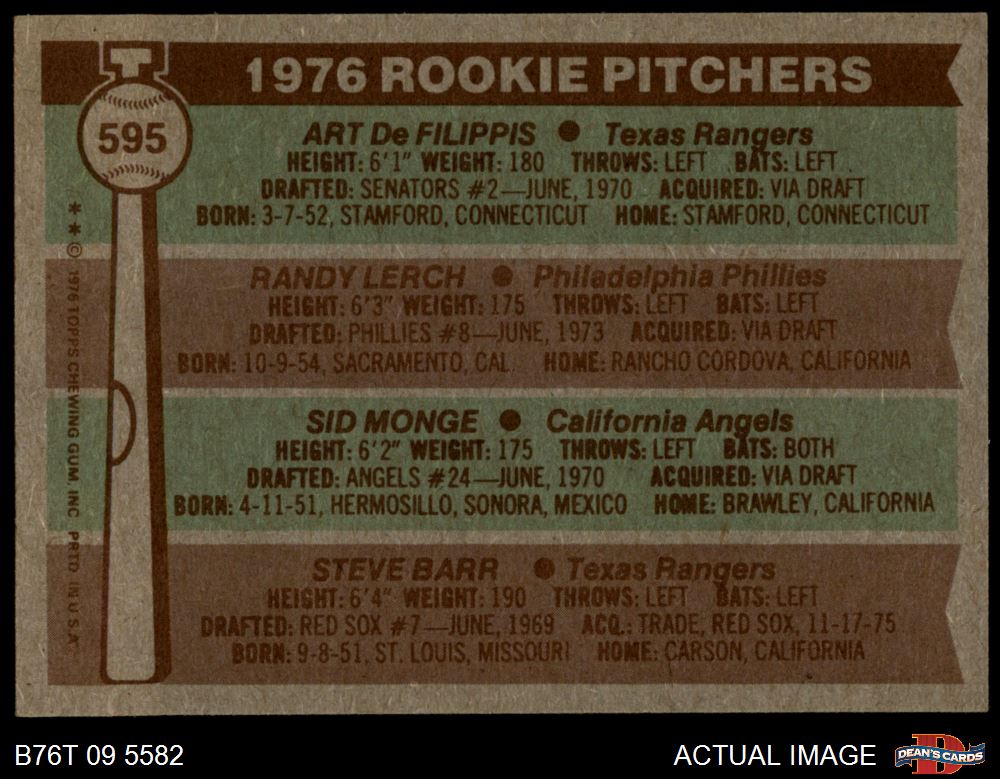 1976 ROOKIE PITCHERS
595
ART De FILIPPIS ● Texas Rangers
HEIGHT: 6'1" WEIGHT: 180 THROWS: LEFT BATS: LEFT
DRAFTED: SENATORS #2—JUNE, 1970 ACQUIRED: VIA DRAFT
BORN: 3-7-52, STAMFORD, CONNECTICUT HOME: STAMFORD, CONNECTICUT
RANDY LERCH ● Philadelphia Phillies
HEIGHT: 6'3" WEIGHT: 175 THROWS: LEFT BATS: LEFT
DRAFTED: PHILLIES #8—JUNE, 1973 ACQUIRED: VIA DRAFT
BORN: 10-9-54, SACRAMENTO, CAL. HOME: RANCHO CORDOVA, CALIFORNIA
SID MONGE ● California Angels
HEIGHT: 6'2" WEIGHT: 175 THROWS: LEFT BATS: BOTH
DRAFTED: ANGELS #24—JUNE, 1970 ACQUIRED: VIA DRAFT
BORN: 4-11-51, HERMOSILLO, SONORA, MEXICO HOME: BRAWLEY, CALIFORNIA
STEVE BARR ● Texas Rangers
HEIGHT: 6'4" WEIGHT: 190 THROWS: LEFT BATS: LEFT
DRAFTED: RED SOX #7—JUNE, 1969 ACQ.: TRADE, RED SOX, 11-17-75
BORN: 9-8-51, ST. LOUIS, MISSOURI HOME: CARSON, CALIFORNIA
** © 1976 TOPPS CHEWING GUM, INC. PRTD. IN U.S.A.
B76T 09 5582
ACTUAL IMAGE
DEAN'S CARDS